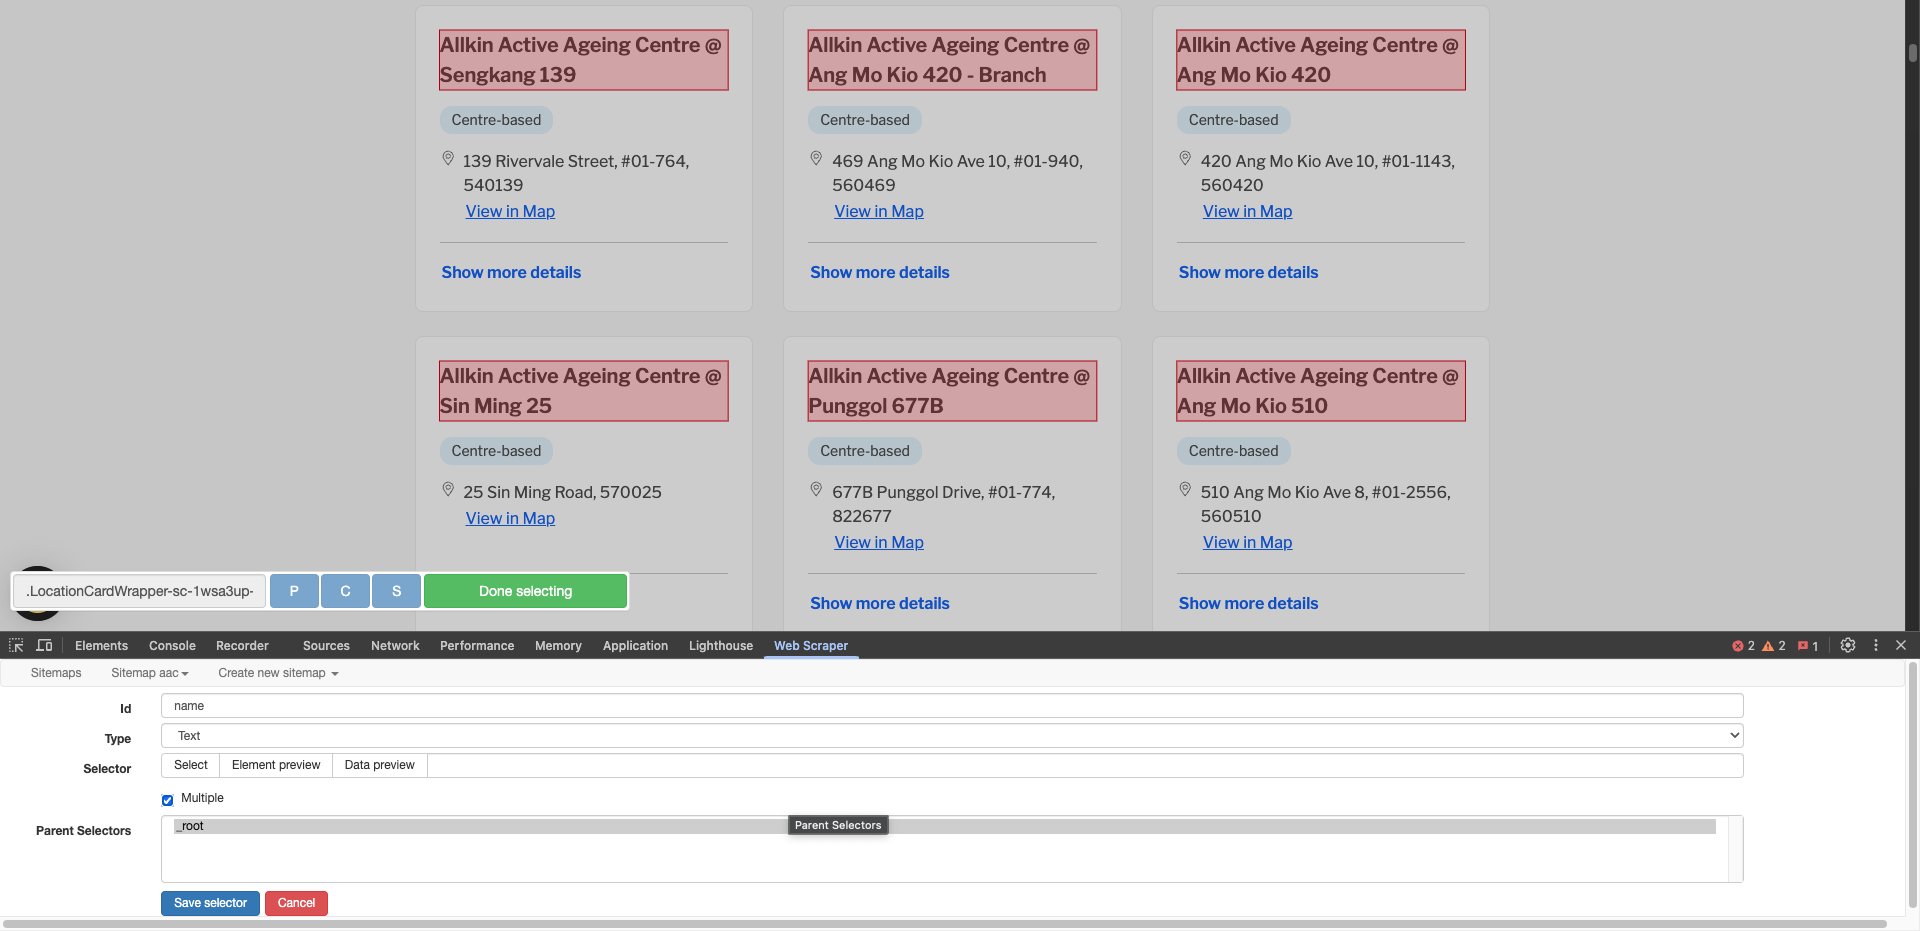 Allkin Active Ageing Centre @
Sengkang 139
Centre-based
139 Rivervale Street, #01-764,
540139
View in Map
Show more details
Allkin Active Ageing Centre @
Ang Mo Kio 420 - Branch
Centre-based
469 Ang Mo Kio Ave 10, #01-940,
560469
View in Map
Show more details
Allkin Active Ageing Centre @
Ang Mo Kio 420
Centre-based
420 Ang Mo Kio Ave 10, #01-1143,
560420
View in Map
Show more details
Allkin Active Ageing Centre @
Sin Ming 25
Centre-based
25 Sin Ming Road, 570025
View in Map
Allkin Active Ageing Centre @
Punggol 677B
Centre-based
677B Punggol Drive, #01-774,
822677
View in Map
Show more details
Allkin Active Ageing Centre @
Ang Mo Kio 510
Centre-based
510 Ang Mo Kio Ave 8, #01-2556,
560510
View in Map
Show more details
.LocationCardWrapper-sc-1wsa3up- P C S Done selecting
Elements Console Recorder Sources Network Performance Memory Application Lighthouse Web Scraper 2 2 1
Sitemaps Sitemap aac Create new sitemap
Id name
Type Text
Selector Select Element preview Data preview
Multiple
Parent Selectors _root Parent Selectors
Save selector Cancel